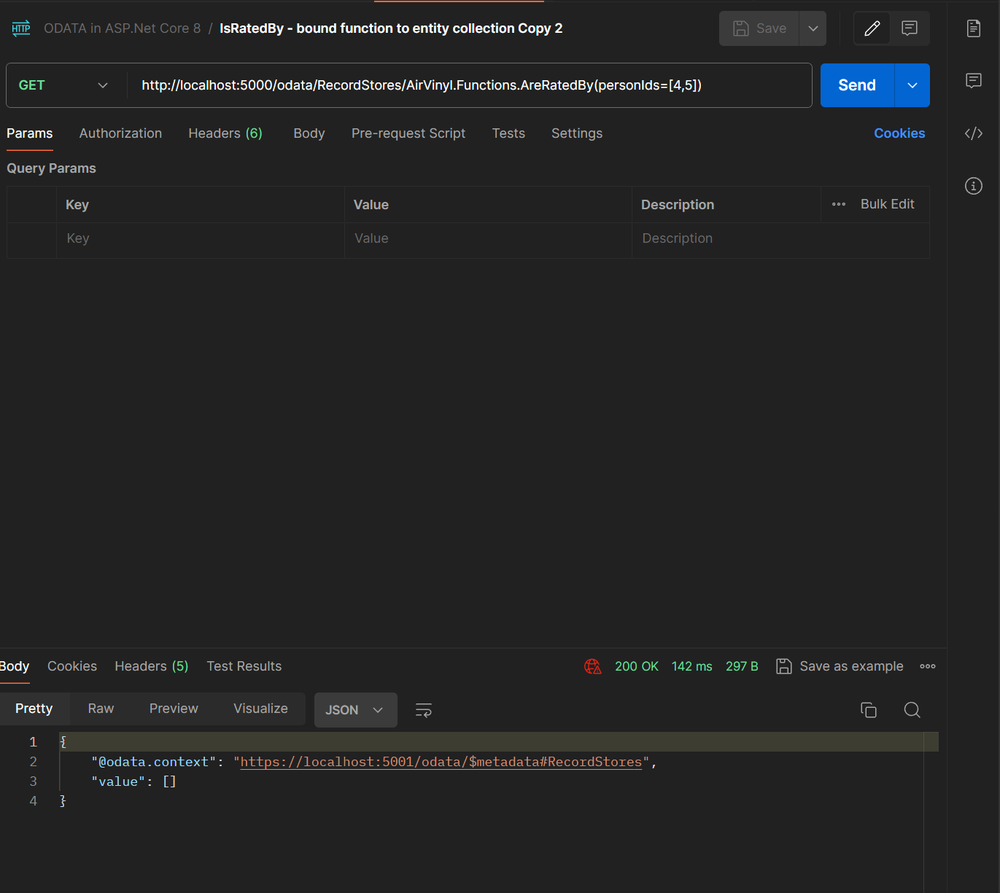 HTTP ODATA in ASP.Net Core 8 / IsRatedBy - bound function to entity collection Copy 2 Save
GET http://localhost:5000/odata/RecordStores/AirVinyl.Functions.AreRatedBy(personIds=[4,5]) Send
Params Authorization Headers (6) Body Pre-request Script Tests Settings Cookies
Query Params
Key Value Description Bulk Edit
Key Value Description
Body Cookies Headers (5) Test Results 200 OK 142 ms 297 B Save as example
Pretty Raw Preview Visualize JSON
1 {
2 "@odata.context": "https://localhost:5001/odata/$metadata#RecordStores",
3 "value": []
4 }